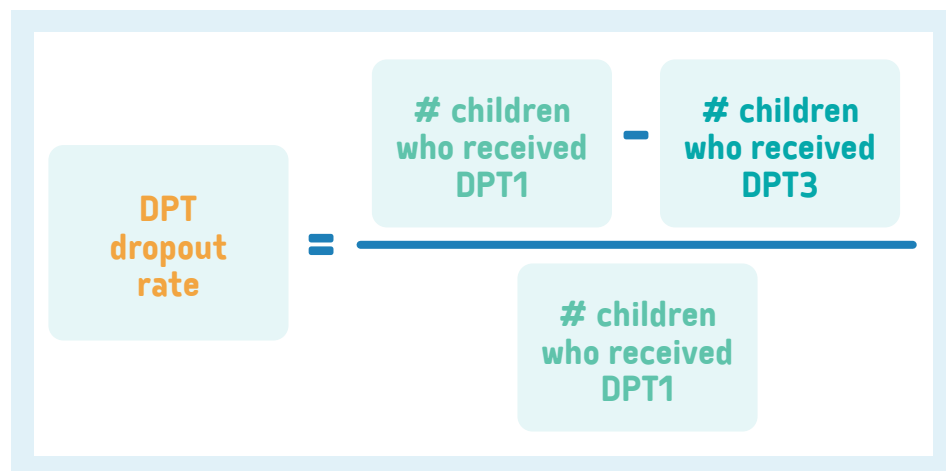 DPT
dropout
rate
=
# children
who received
DPT1
-
# children
who received
DPT3
# children
who received
DPT1